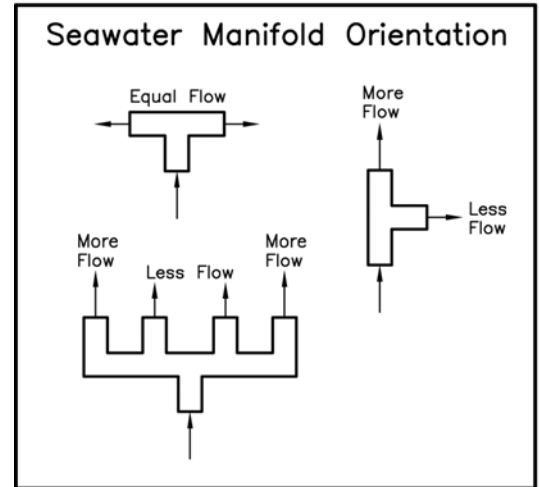 Seawater Manifold Orientation
Equal Flow
More
Flow
Less
Flow
More
Flow
Less Flow
More
Flow